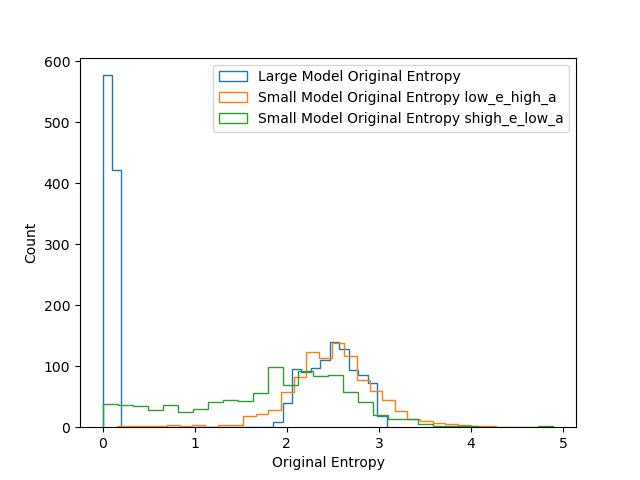 600
500
400
300
200
100
0
Count
Large Model Original Entropy
Small Model Original Entropy low_e_high_a
Small Model Original Entropy shigh_e_low_a
0 1 2 3 4 5
Original Entropy